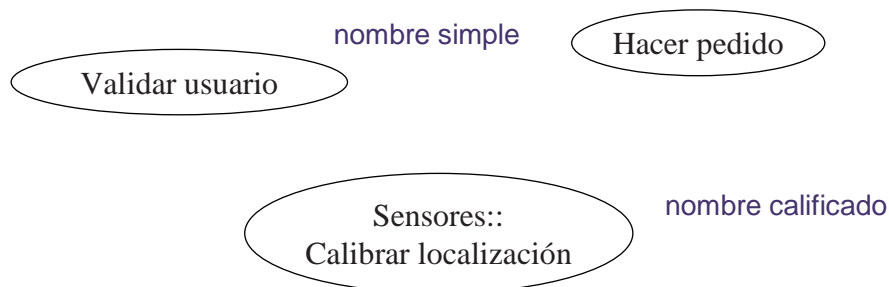 nombre simple
Hacer pedido
Validar usuario
Sensores::
Calibrar localización
nombre calificado